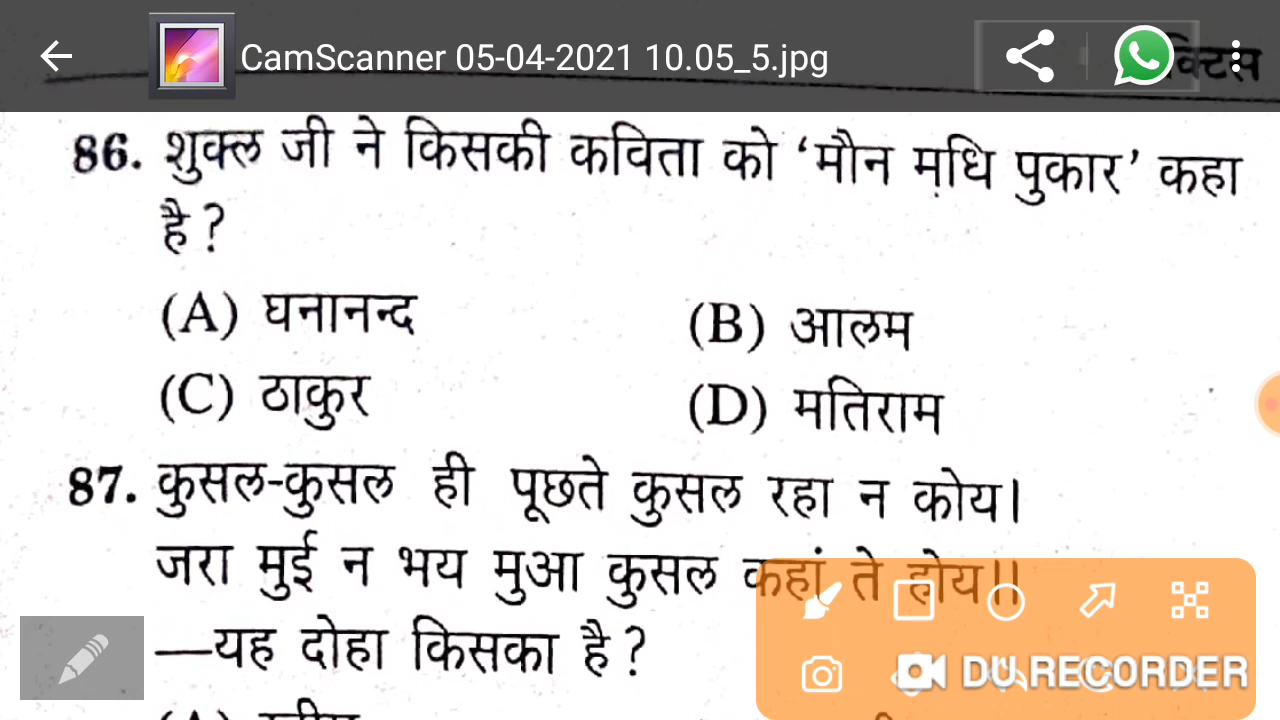 CamScanner 05-04-2021 10.05_5.jpg
86. शुक्ल जी ने किसकी कविता को ‘मौन मधि पुकार’ कहा
है ?
(A) घनानन्द (B) आलम
(C) ठाकुर (D) मतिराम
87. कुसल-कुसल ही पूछते कुसल रहा न कोय।
जरा मुई न भय मुआ कुसल कहां ते होय।।
—यह दोहा किसका है ?
DU RECORDER